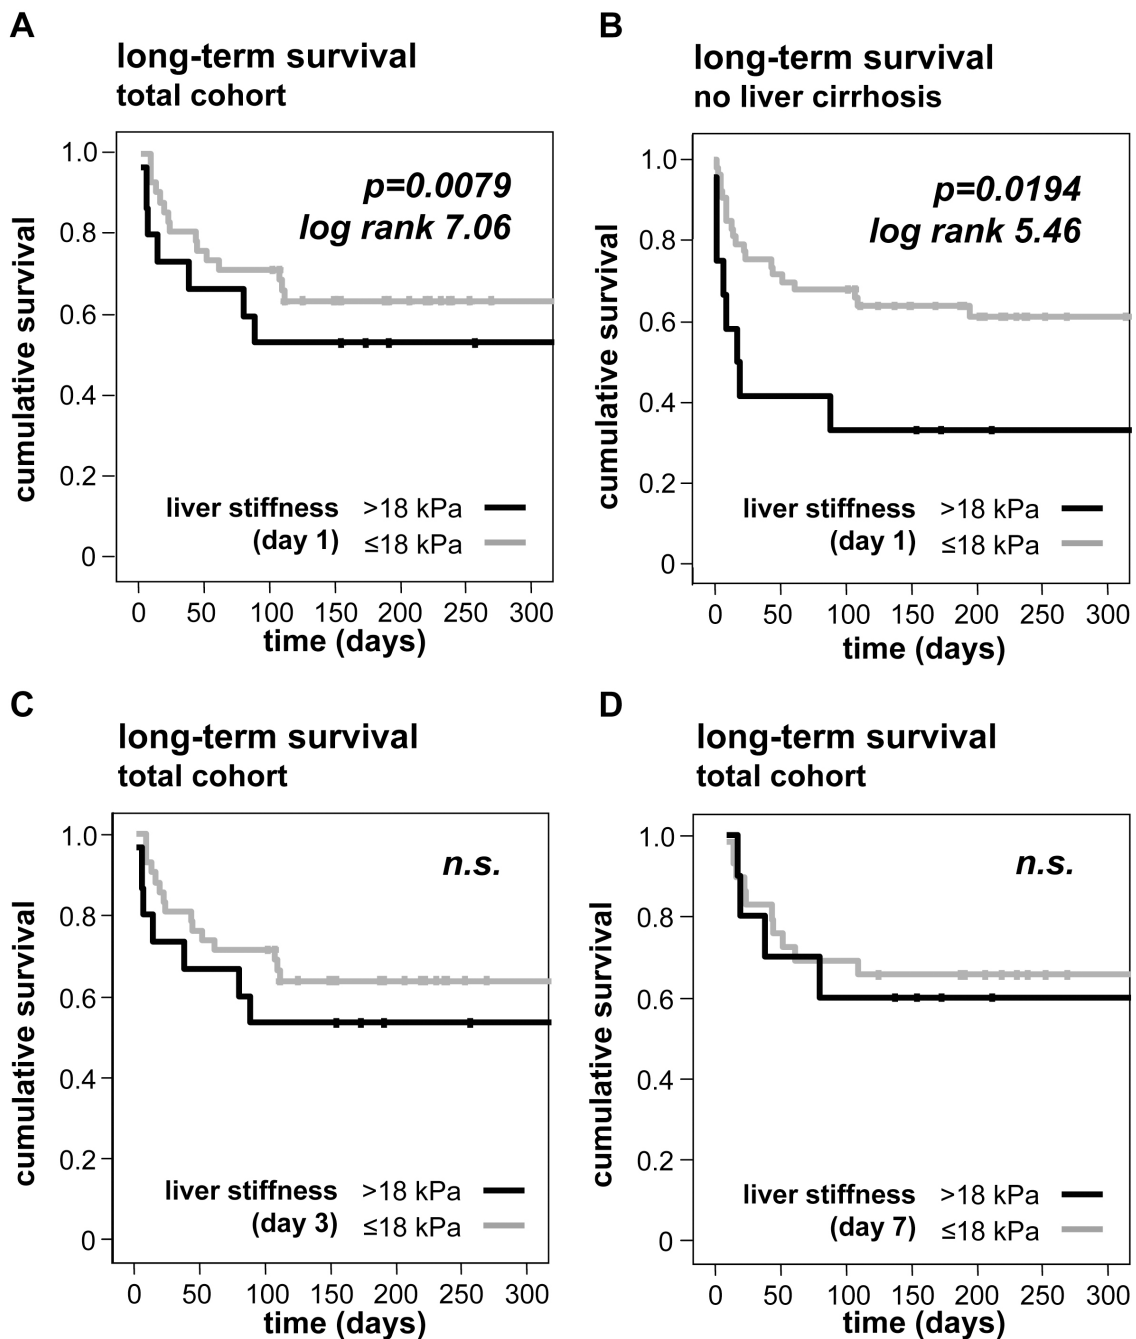 A
long-term survival
total cohort
cumulative survival
1.0
0.8
0.6
0.4
0.2
0
p=0.0079
log rank 7.06
liver stiffness >18 kPa
(day 1) ≤18 kPa
0 50 100 150 200 250 300
time (days)
B
long-term survival
no liver cirrhosis
cumulative survival
1.0
0.8
0.6
0.4
0.2
0
p=0.0194
log rank 5.46
liver stiffness >18 kPa
(day 1) ≤18 kPa
0 50 100 150 200 250 300
time (days)
C
long-term survival
total cohort
cumulative survival
1.0
0.8
0.6
0.4
0.2
0
n.s.
liver stiffness >18 kPa
(day 3) ≤18 kPa
0 50 100 150 200 250 300
time (days)
D
long-term survival
total cohort
cumulative survival
1.0
0.8
0.6
0.4
0.2
0
n.s.
liver stiffness >18 kPa
(day 7) ≤18 kPa
0 50 100 150 200 250 300
time (days)